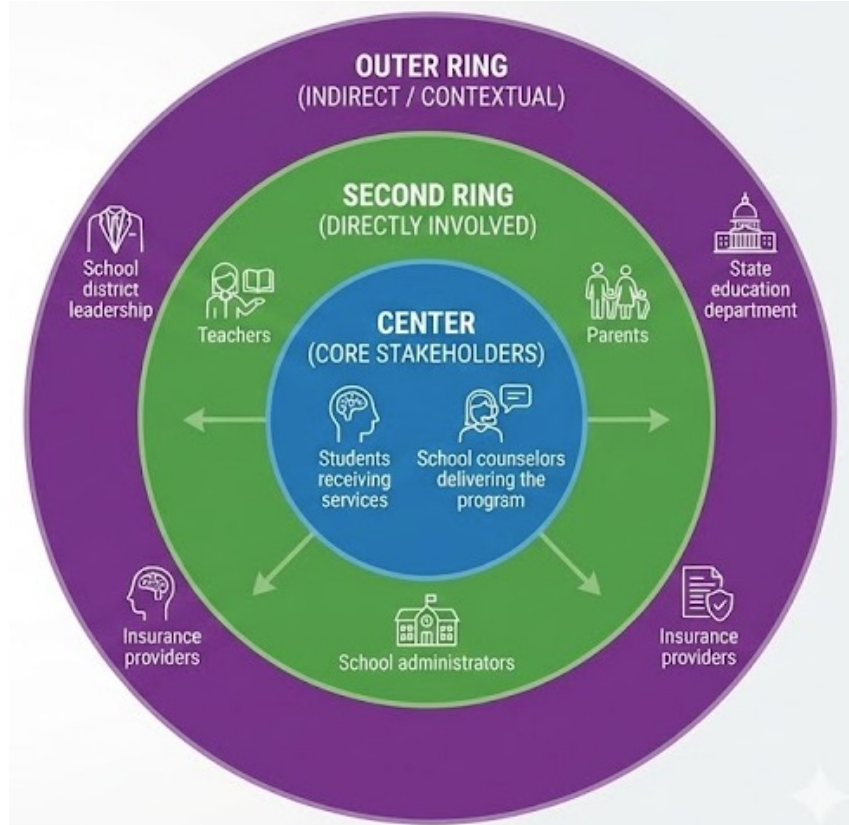 OUTER RING
(INDIRECT / CONTEXTUAL)
SECOND RING
(DIRECTLY INVOLVED)
School
district
leadership
Teachers
CENTER
(CORE STAKEHOLDERS)
Parents
State
education
department
Students
receiving
services
School counselors
delivering the
program
Insurance
providers
School administrators
Insurance
providers